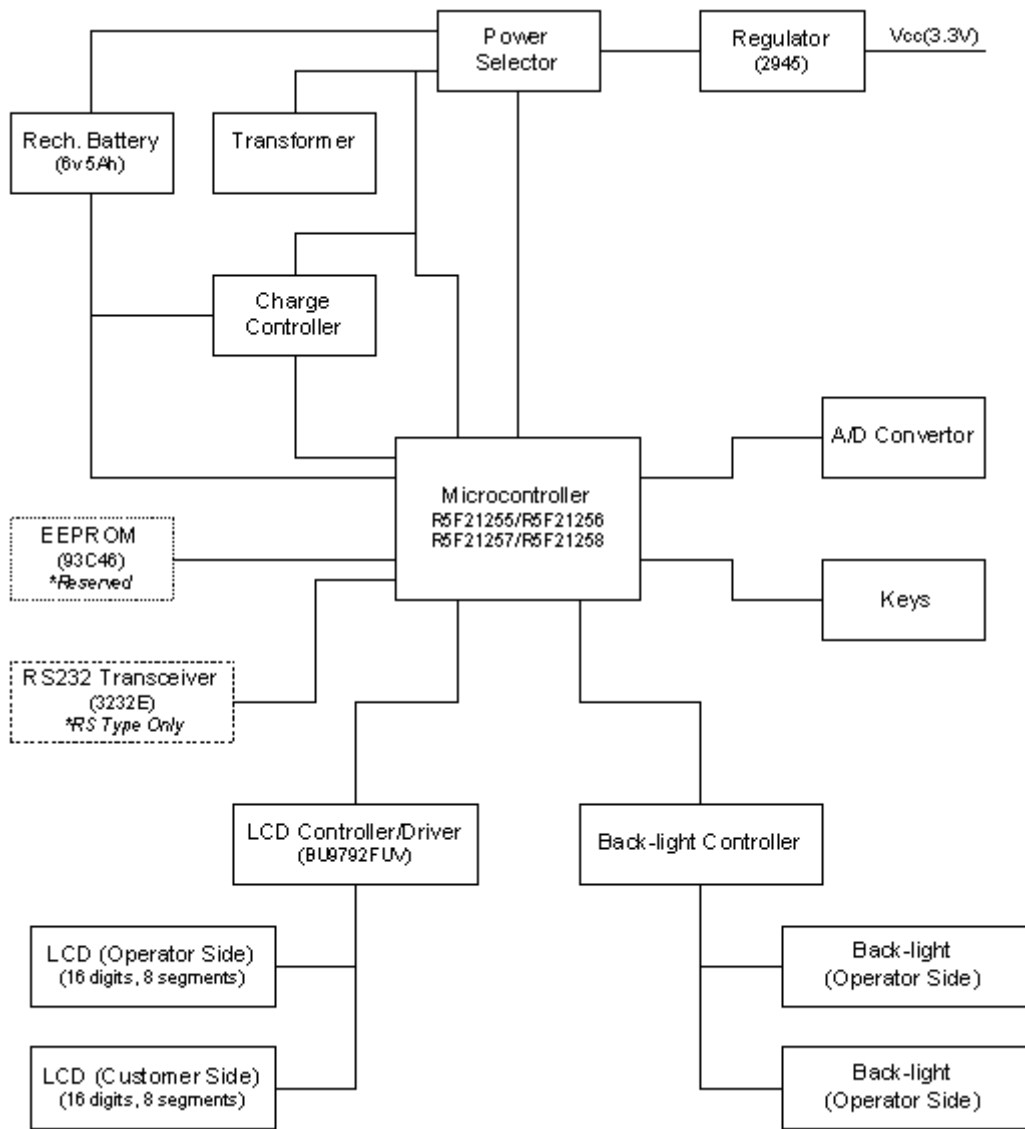 Power
Selector
Regulator
(2945)
Vcc(3.3V)
Rech. Battery
(6v5Ah)
Transformer
Charge
Controller
A/D Convertor
Microcontroller
R5F21255/R5F21256
R5F21257/R5F21258
EEPROM
(93C46)
*Reserved
Keys
RS232 Transceiver
(3232E)
*RS Type Only
LCD Controller/Driver
(BU9792FUV)
Back-light Controller
LCD (Operator Side)
(16 digits, 8 segments)
Back-light
(Operator Side)
LCD (Customer Side)
(16 digits, 8 segments)
Back-light
(Operator Side)